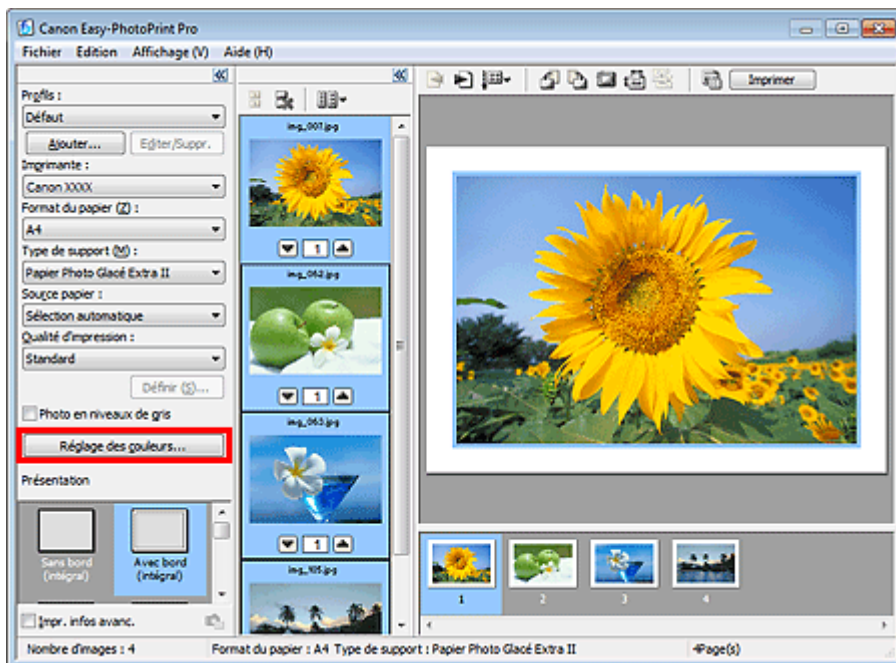 Canon Easy-PhotoPrint Pro
Fichier Edition Affichage (V) Aide (H)
Profils :
Défaut
Ajouter... Editer/Suppr.
Imprimante :
Canon XXXX
Format du papier (Z) :
A4
Type de support (M) :
Papier Photo Glacé Extra II
Source papier :
Sélection automatique
Qualité d'impression :
Standard
Définir (S)...
Photo en niveaux de gris
Réglage des couleurs...
Présentation
Sans bord
(intégral)
Avec bord
(intégral)
Impr. infos avanc.
img_001.jpg
1
img_062.jpg
1
img_063.jpg
1
img_105.jpg
Imprimer
1 2 3 4
Nombre d'images : 4 Format du papier : A4 Type de support : Papier Photo Glacé Extra II 4Page(s)